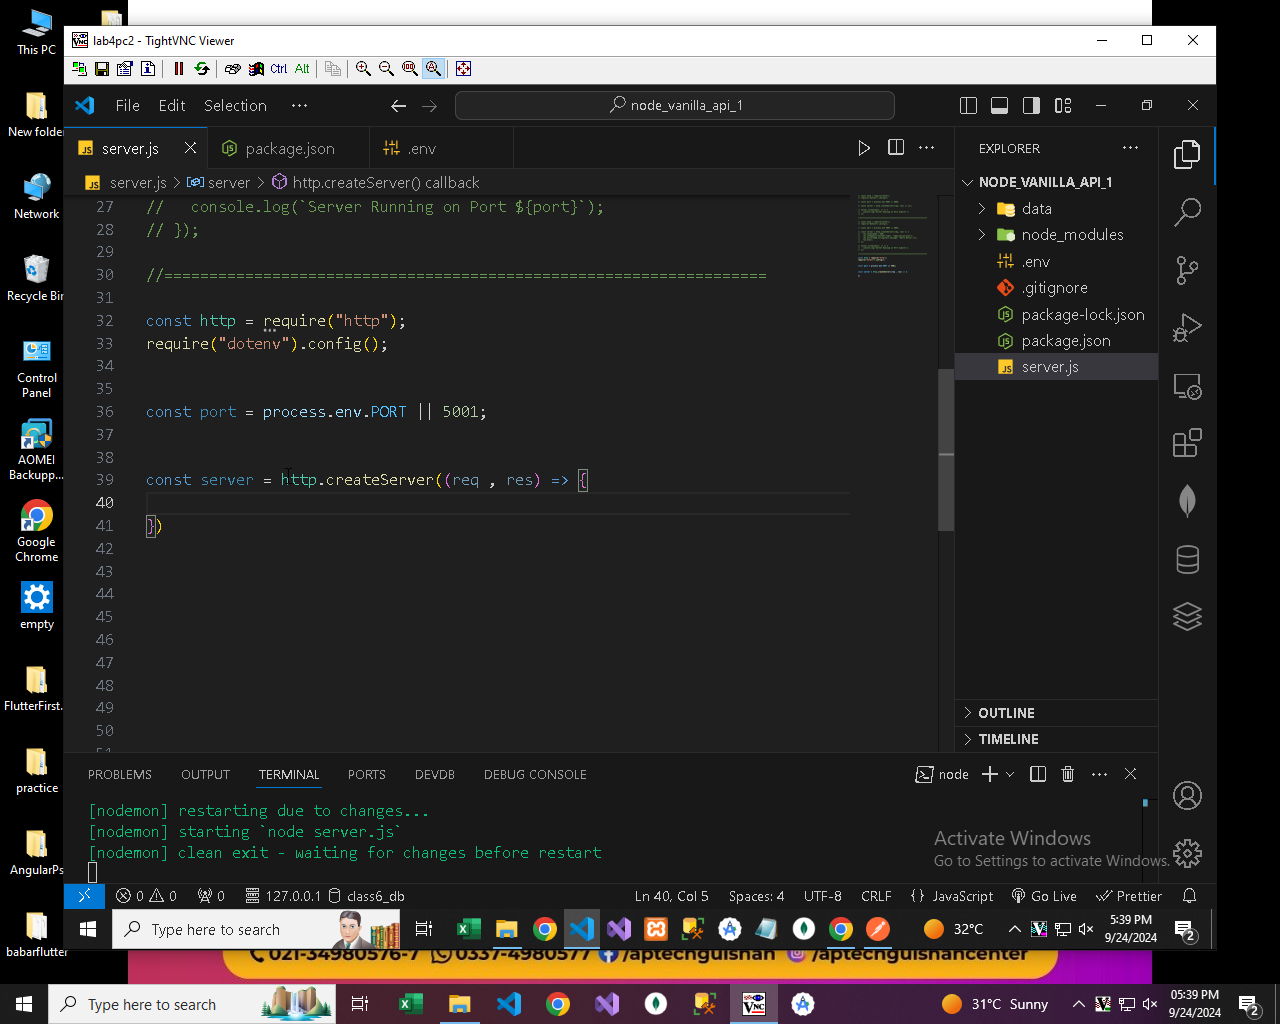 This PC
lab4pc2 - TightVNC Viewer
Ctrl Alt
File Edit Selection ···
node_vanilla_api_1
server.js
package.json
.env
server.js > server > http.createServer() callback
27 //   console.log(`Server Running on Port ${port}`);
28 // });
29
30 //===================================================================
31
32 const http = require("http");
33 require("dotenv").config();
34
35
36 const port = process.env.PORT || 5001;
37
38
39 const server = http.createServer((req , res) => {
40
41 })
42
43
44
45
46
47
48
49
50
51
EXPLORER
NODE_VANILLA_API_1
data
node_modules
.env
.gitignore
package-lock.json
package.json
server.js
OUTLINE
TIMELINE
PROBLEMS OUTPUT TERMINAL PORTS DEVDB DEBUG CONSOLE
node
[nodemon] restarting due to changes...
[nodemon] starting `node server.js`
[nodemon] clean exit - waiting for changes before restart
Activate Windows
Go to Settings to activate Windows.
0 0 0 127.0.0.1 class6_db Ln 40, Col 5 Spaces: 4 UTF-8 CRLF {} JavaScript Go Live Prettier
Type here to search
32°C
5:39 PM
9/24/2024
2
New folder
Network
Recycle Bin
Control
Panel
AOMEI
Backupp...
Google
Chrome
empty
FlutterFirst.
practice
AngularPs
babarflutter
021-34980576-7 0337-4980577 /aptechgulshan /aptechgulshancenter
Type here to search
31°C Sunny
05:39 PM
9/24/2024
2